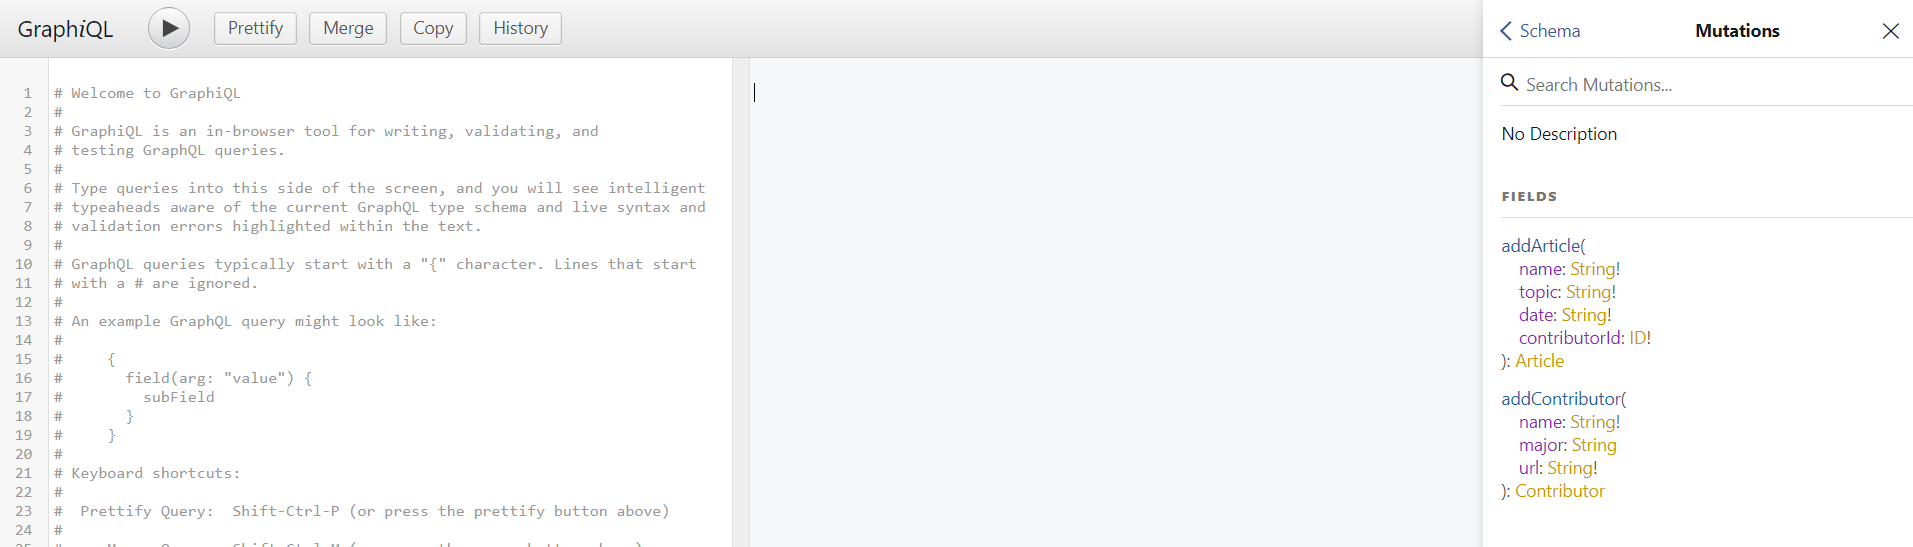 GraphiQL
Prettify
Merge
Copy
History
1 # Welcome to GraphiQL
2 #
3 # GraphiQL is an in-browser tool for writing, validating, and
4 # testing GraphQL queries.
5 #
6 # Type queries into this side of the screen, and you will see intelligent
7 # typeaheads aware of the current GraphQL type schema and live syntax and
8 # validation errors highlighted within the text.
9 #
10 # GraphQL queries typically start with a "{" character. Lines that start
11 # with a # are ignored.
12 #
13 # An example GraphQL query might look like:
14 #
15 #     {
16 #       field(arg: "value") {
17 #         subField
18 #       }
19 #     }
20 #
21 # Keyboard shortcuts:
22 #
23 #  Prettify Query:  Shift-Ctrl-P (or press the prettify button above)
24 #
Schema
Mutations
Search Mutations...
No Description
FIELDS
addArticle(
name: String!
topic: String!
date: String!
contributorId: ID!
): Article
addContributor(
name: String!
major: String
url: String!
): Contributor